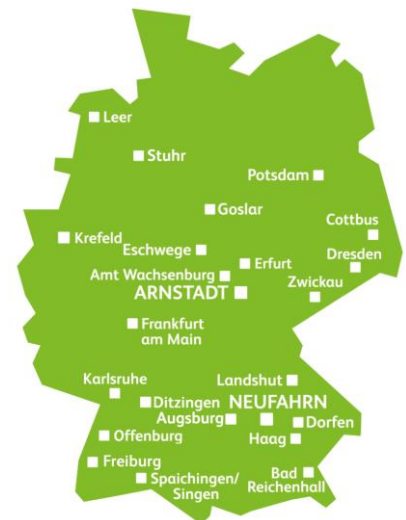 Leer
Stuhr
Potsdam
Goslar
Cottbus
Krefeld
Eschwege
Dresden
Erfurt
Amt Wachsenburg
Zwickau
ARNSTADT
Frankfurt
am Main
Karlsruhe
Landshut
Ditzingen
NEUFAHRN
Augsburg
Dorfen
Offenburg
Haag
Freiburg
Bad
Reichenhall
Spaichingen/
Singen